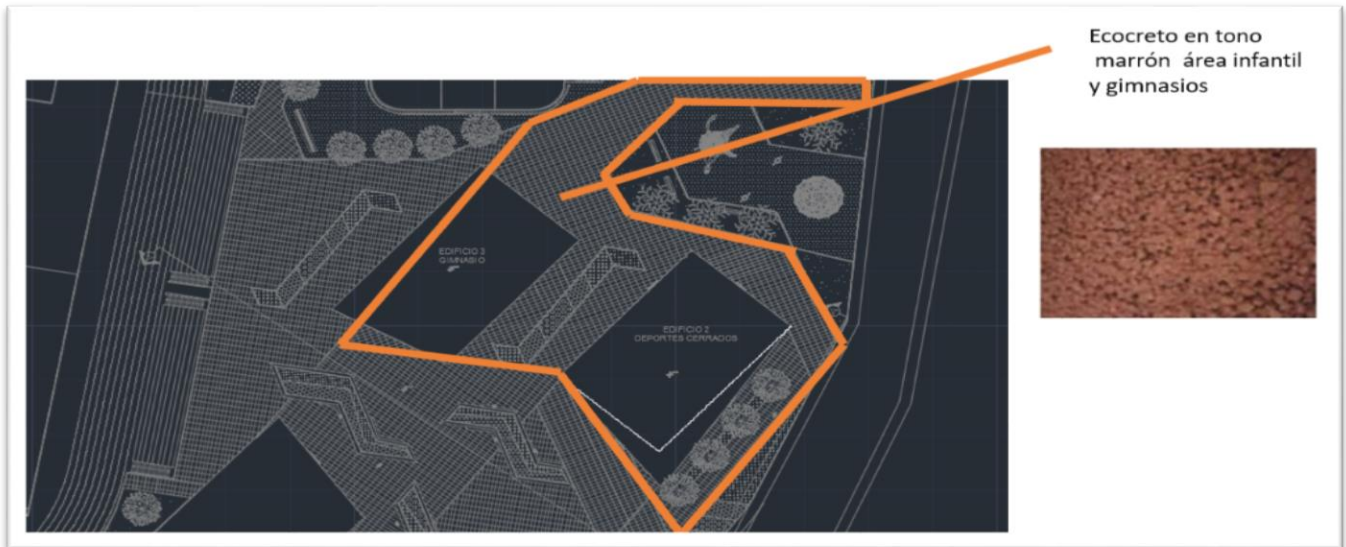 Ecocreto en tono
marrón área infantil
y gimnasios
EDIFICIO 3
GIMNASIO
EDIFICIO 2
DEPORTES CERRADOS